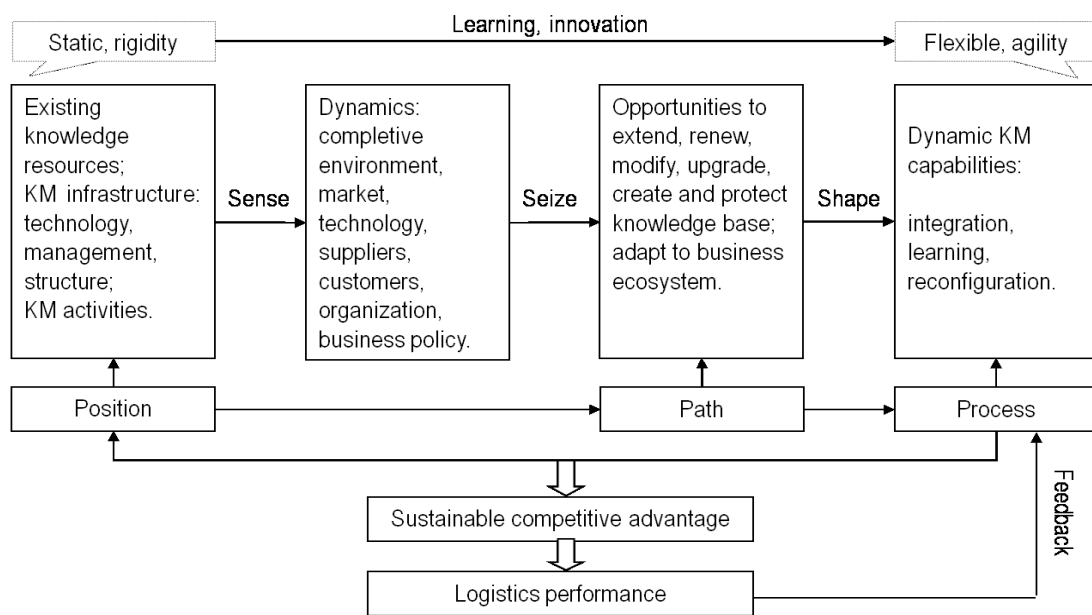 Learning, innovation
Static, rigidity
Flexible, agility
Existing
knowledge
resources;
KM infrastructure:
technology,
management,
structure;
KM activities.
Sense
Dynamics:
completive
environment,
market,
technology,
suppliers,
customers,
organization,
business policy.
Seize
Opportunities to
extend, renew,
modify, upgrade,
create and protect
knowledge base;
adapt to business
ecosystem.
Shape
Dynamic KM
capabilities:
integration,
learning,
reconfiguration.
Position
Path
Process
Sustainable competitive advantage
Logistics performance
Feedback